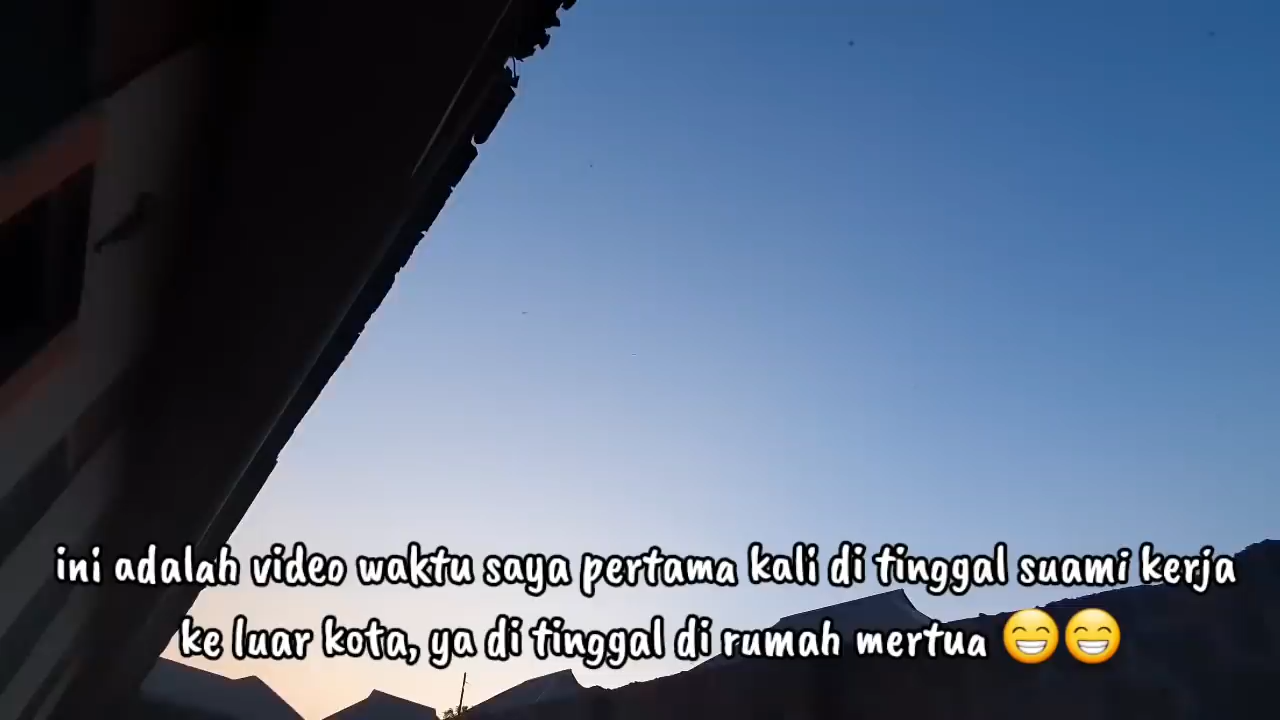 ini adalah video waktu saya pertama kali di tinggal suami kerja
ke luar kota, ya di tinggal di rumah mertua 😁😁